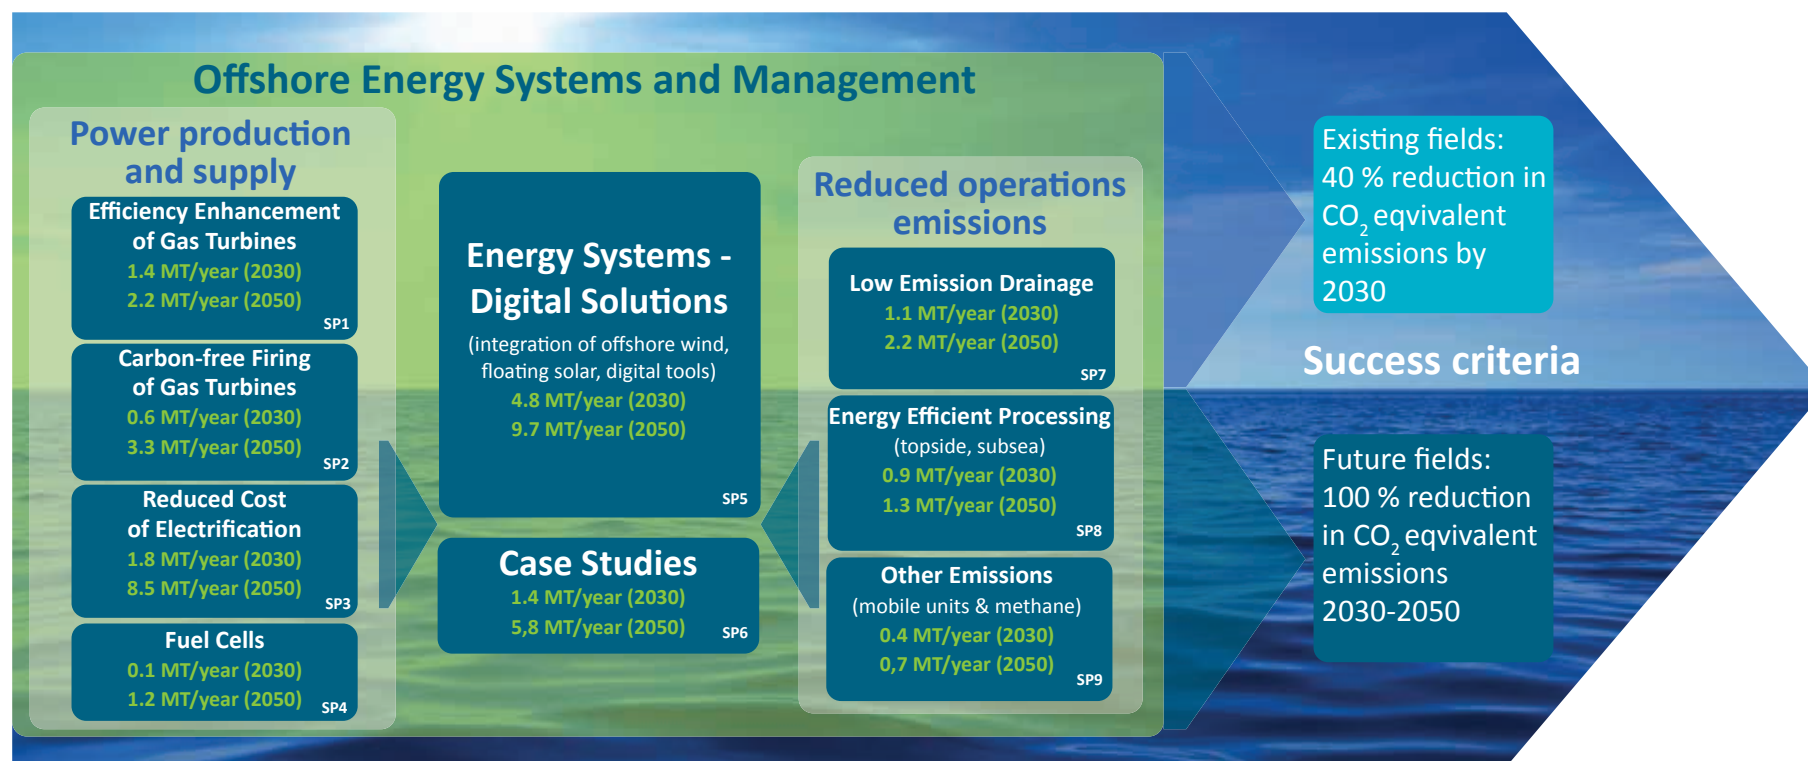 Offshore Energy Systems and Management
Power production
and supply
Efficiency Enhancement
of Gas Turbines
1.4 MT/year (2030)
2.2 MT/year (2050)
SP1
Carbon-free Firing
of Gas Turbines
0.6 MT/year (2030)
3.3 MT/year (2050)
SP2
Reduced Cost
of Electrification
1.8 MT/year (2030)
8.5 MT/year (2050)
SP3
Fuel Cells
0.1 MT/year (2030)
1.2 MT/year (2050)
SP4
Energy Systems -
Digital Solutions
(integration of offshore wind,
floating solar, digital tools)
4.8 MT/year (2030)
9.7 MT/year (2050)
SP5
Case Studies
1.4 MT/year (2030)
5,8 MT/year (2050)
SP6
Reduced operations
emissions
Low Emission Drainage
1.1 MT/year (2030)
2.2 MT/year (2050)
SP7
Energy Efficient Processing
(topside, subsea)
0.9 MT/year (2030)
1.3 MT/year (2050)
SP8
Other Emissions
(mobile units & methane)
0.4 MT/year (2030)
0,7 MT/year (2050)
SP9
Existing fields:
40 % reduction in
CO₂ eqvivalent
emissions by
2030
Success criteria
Future fields:
100 % reduction
in CO₂ eqvivalent
emissions
2030-2050